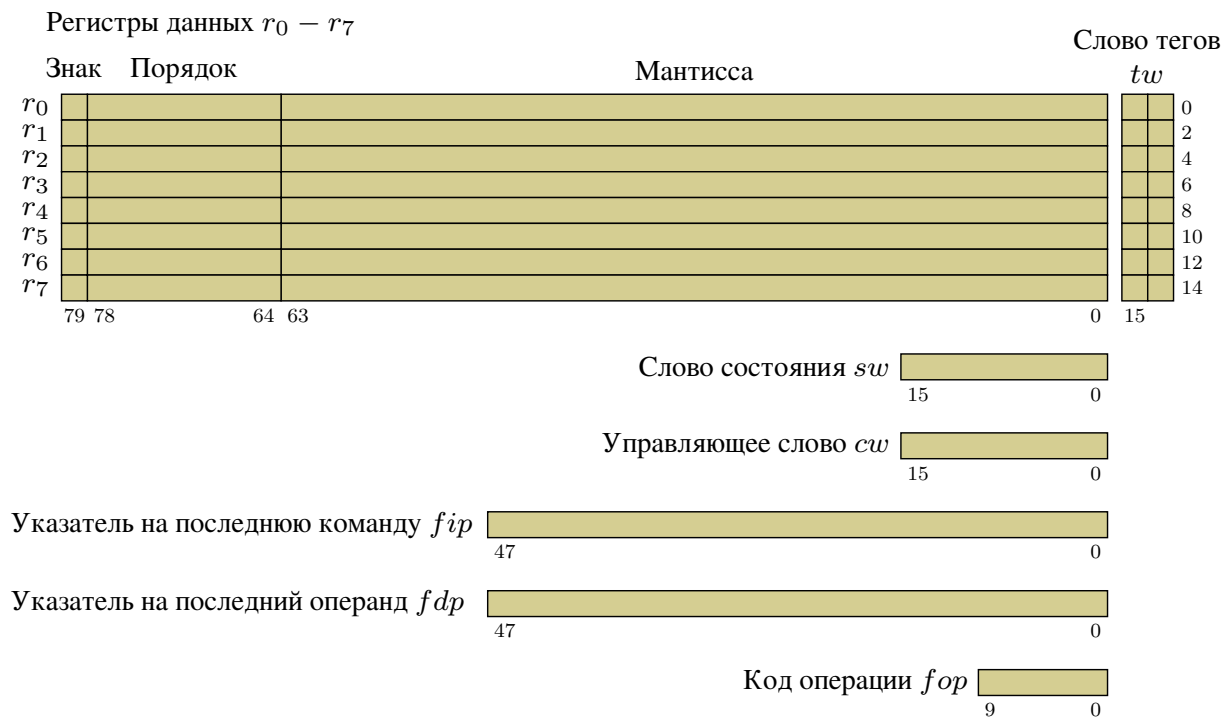 Регистры данных r₀ − r₇
Слово тегов
Знак Порядок Мантисса tw
r₀ 0
r₁ 2
r₂ 4
r₃ 6
r₄ 8
r₅ 10
r₆ 12
r₇ 14
79 78 64 63 0 15
Слово состояния sw
15 0
Управляющее слово cw
15 0
Указатель на последнюю команду fip
47 0
Указатель на последний операнд fdp
47 0
Код операции fop
9 0